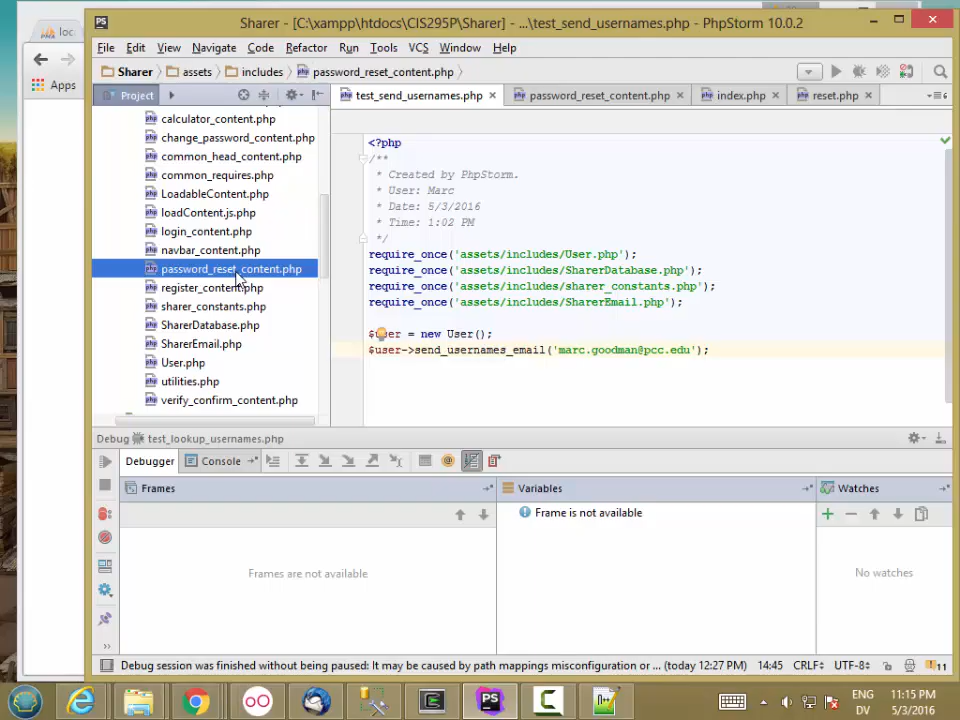 Sharer - [C:\xampp\htdocs\CIS295P\Sharer] - ...\test_send_usernames.php - PhpStorm 10.0.2
loc
Apps
File Edit View Navigate Code Refactor Run Tools VCS Window Help
Sharer assets includes password_reset_content.php
Project
test_send_usernames.php password_reset_content.php index.php reset.php
6
calculator_content.php
change_password_content.php
common_head_content.php
common_requires.php
LoadableContent.php
loadContent.js.php
login_content.php
navbar_content.php
password_reset_content.php
register_content.php
sharer_constants.php
SharerDatabase.php
SharerEmail.php
User.php
utilities.php
verify_confirm_content.php
<?php
/**
* Created by PhpStorm.
* User: Marc
* Date: 5/3/2016
* Time: 1:02 PM
*/
require_once('assets/includes/User.php');
require_once('assets/includes/SharerDatabase.php');
require_once('assets/includes/sharer_constants.php');
require_once('assets/includes/SharerEmail.php');
$user = new User();
$user->send_usernames_email('marc.goodman@pcc.edu');
Debug test_lookup_usernames.php
Debugger Console
Frames Variables Watches
Frames are not available
Frame is not available
No watches
Debug session was finished without being paused: It may be caused by path mappings misconfiguration or ... (today 12:27 PM) 14:45 CRLF UTF-8 11
ENG 11:15 PM
DV 5/3/2016